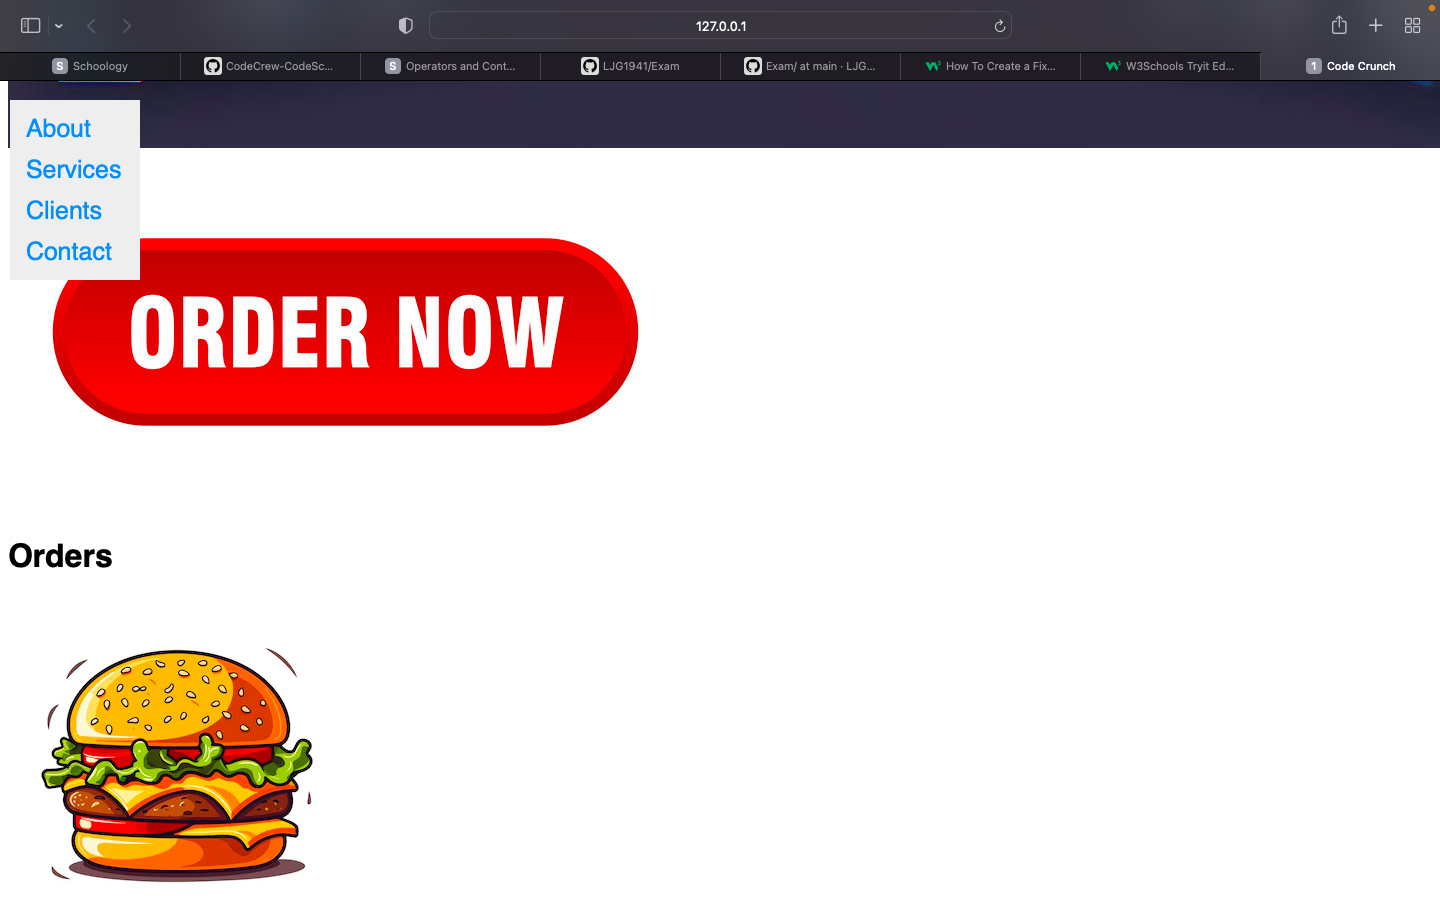 127.0.0.1
S Schoology
CodeCrew-CodeSc...
S Operators and Cont...
LJG1941/Exam
Exam/ at main · LJG...
How To Create a Fix...
W3Schools Tryit Ed...
1 Code Crunch
About
Services
Clients
Contact
ORDER NOW
Orders